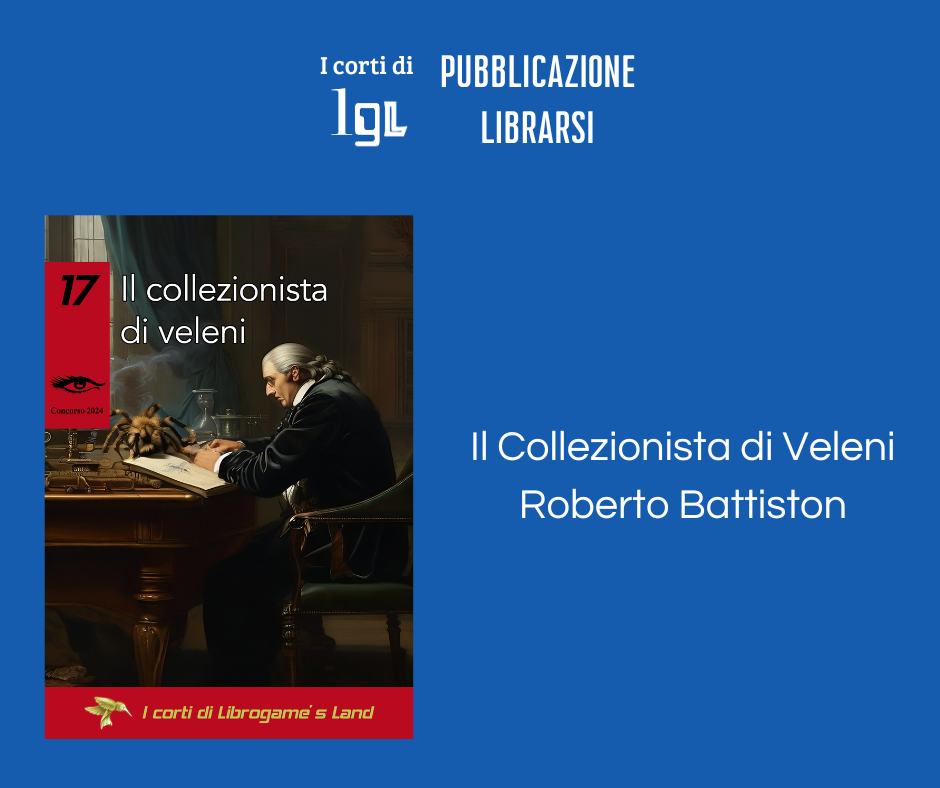 I corti di
lgL
PUBBLICAZIONE
LIBRARSI
17
Il collezionista
di veleni
Concorso 2024
I corti di Librogame's Land
Il Collezionista di Veleni
Roberto Battiston